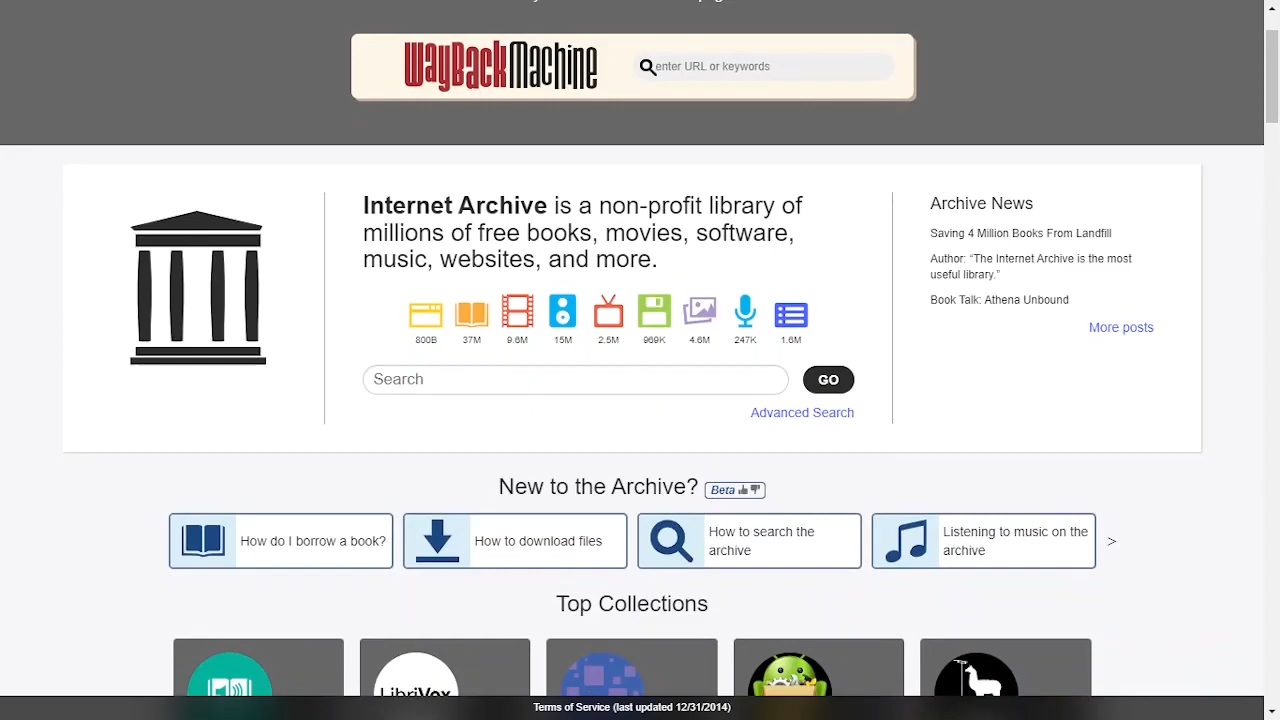 WayBackMachine
enter URL or keywords
Internet Archive is a non-profit library of
millions of free books, movies, software,
music, websites, and more.
800B 37M 9.6M 15M 2.5M 969K 4.6M 247K 1.6M
Search
GO
Advanced Search
Archive News
Saving 4 Million Books From Landfill
Author: “The Internet Archive is the most
useful library.”
Book Talk: Athena Unbound
More posts
New to the Archive? Beta
How do I borrow a book?
How to download files
How to search the
archive
Listening to music on the
archive
>
Top Collections
LibriVox
Terms of Service (last updated 12/31/2014)